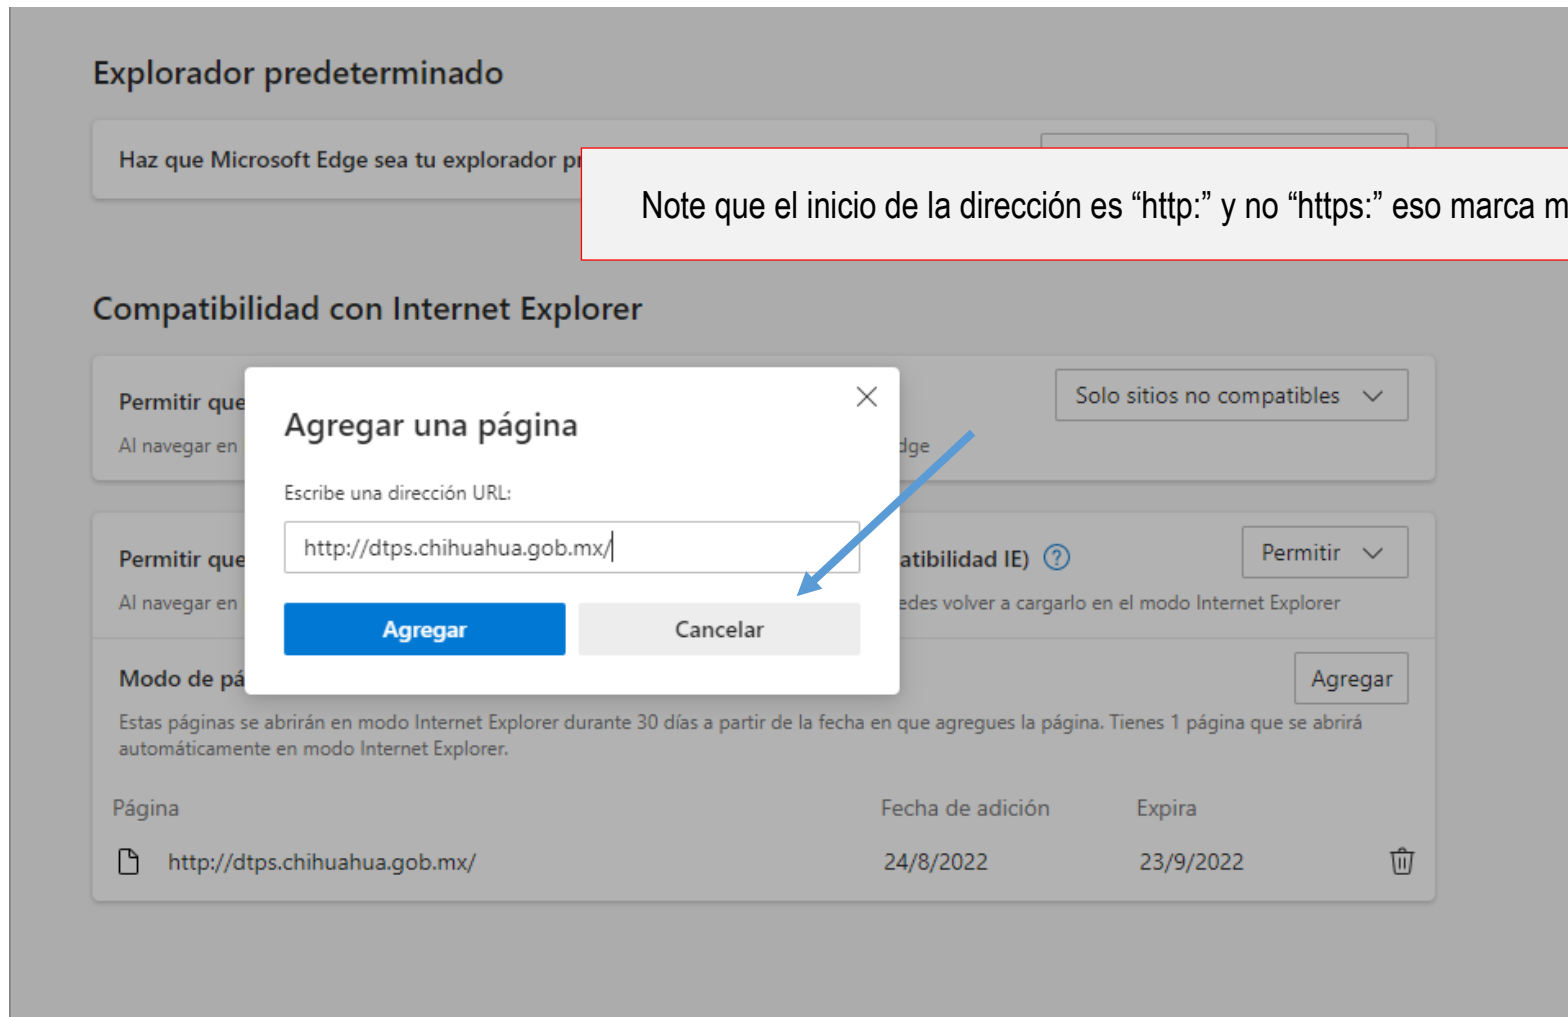 Explorador predeterminado
Haz que Microsoft Edge sea tu explorador
Note que el inicio de la dirección es “http:” y no “https:” eso marca
Compatibilidad con Internet Explorer
Permitir que
Solo sitios no compatibles
Al navegar en
Agregar una página
Escribe una dirección URL:
http://dtps.chihuahua.gob.mx/
Permitir que
atibilidad IE)
Permitir
Al navegar en
edes volver a cargarlo en el modo Internet Explorer
Agregar
Cancelar
Modo de pá
Agregar
Estas páginas se abrirán en modo Internet Explorer durante 30 días a partir de la fecha en que agregues la página. Tienes 1 página que se abrirá
automáticamente en modo Internet Explorer.
Página
Fecha de adición
Expira
http://dtps.chihuahua.gob.mx/
24/8/2022
23/9/2022